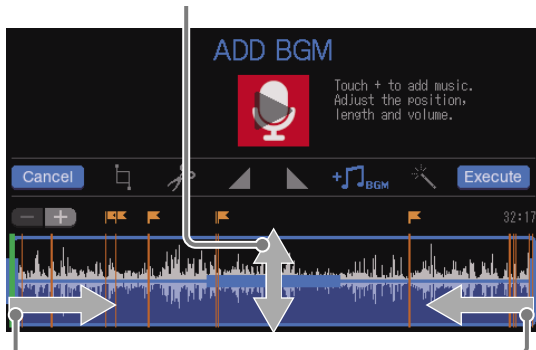 ADD BGM
Touch + to add music.
Adjust the position,
length and volume.
Cancel
+BGM
Execute
− +
32:17